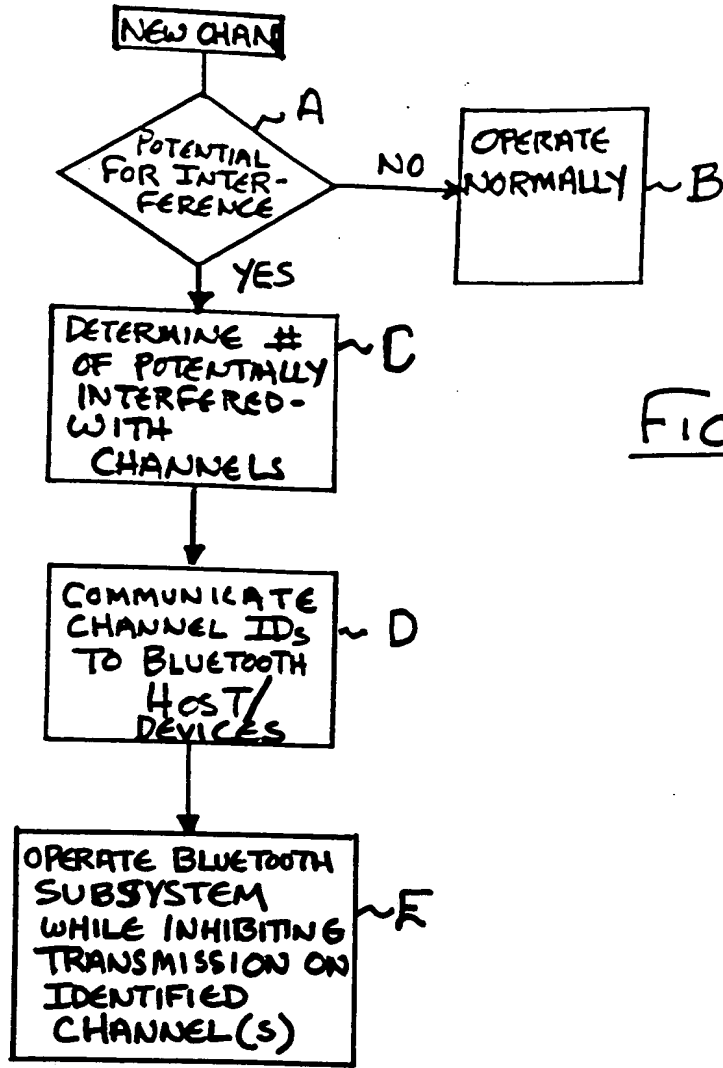 NEW CHAN
A
POTENTIAL
FOR INTER-
FERENCE
NO
OPERATE
NORMALLY
B
YES
DETERMINE #
OF POTENTIALLY
INTERFERED-
WITH
CHANNELS
C
FIG
COMMUNICATE
CHANNEL IDs
TO BLUETOOTH
HOST/
DEVICES
D
OPERATE BLUETOOTH
SUBSYSTEM
WHILE INHIBITING
TRANSMISSION ON
IDENTIFIED
CHANNEL(S)
E